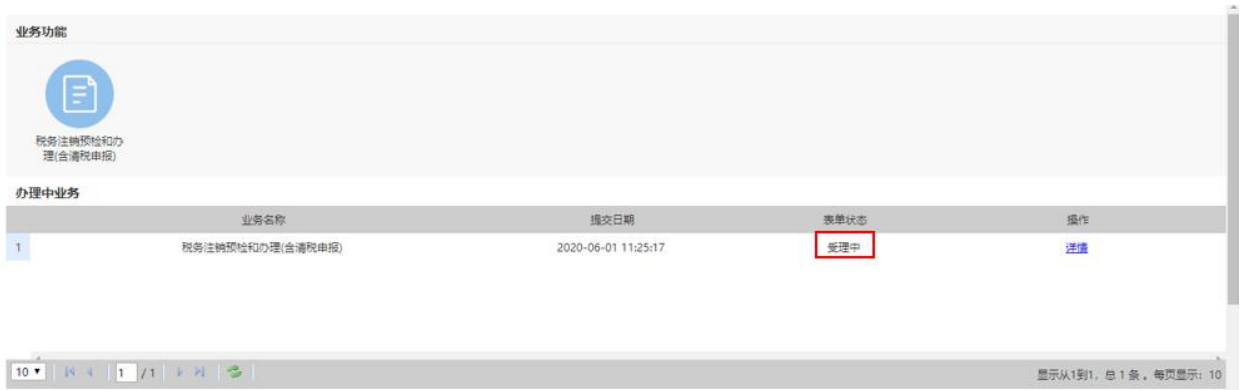 业务功能
税务注销预检和办
理(含清税申报)
办理中业务
业务名称 提交日期 表单状态 操作
1 税务注销预检和办理(含清税申报) 2020-06-01 11:25:17 受理中 详情
10 1 /1 显示从1到1，总 1 条 。每页显示：10